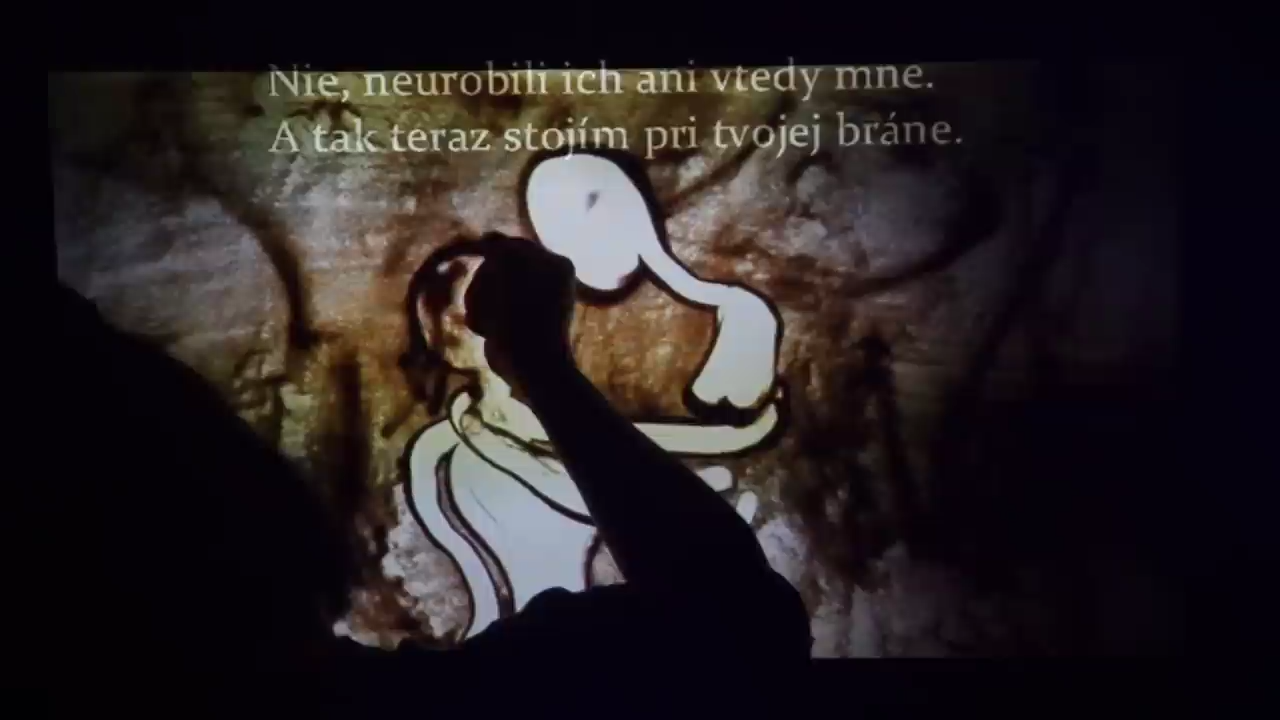 Nie, neurobili ich ani vtedy mne.
A tak teraz stojím pri tvojej bráne.